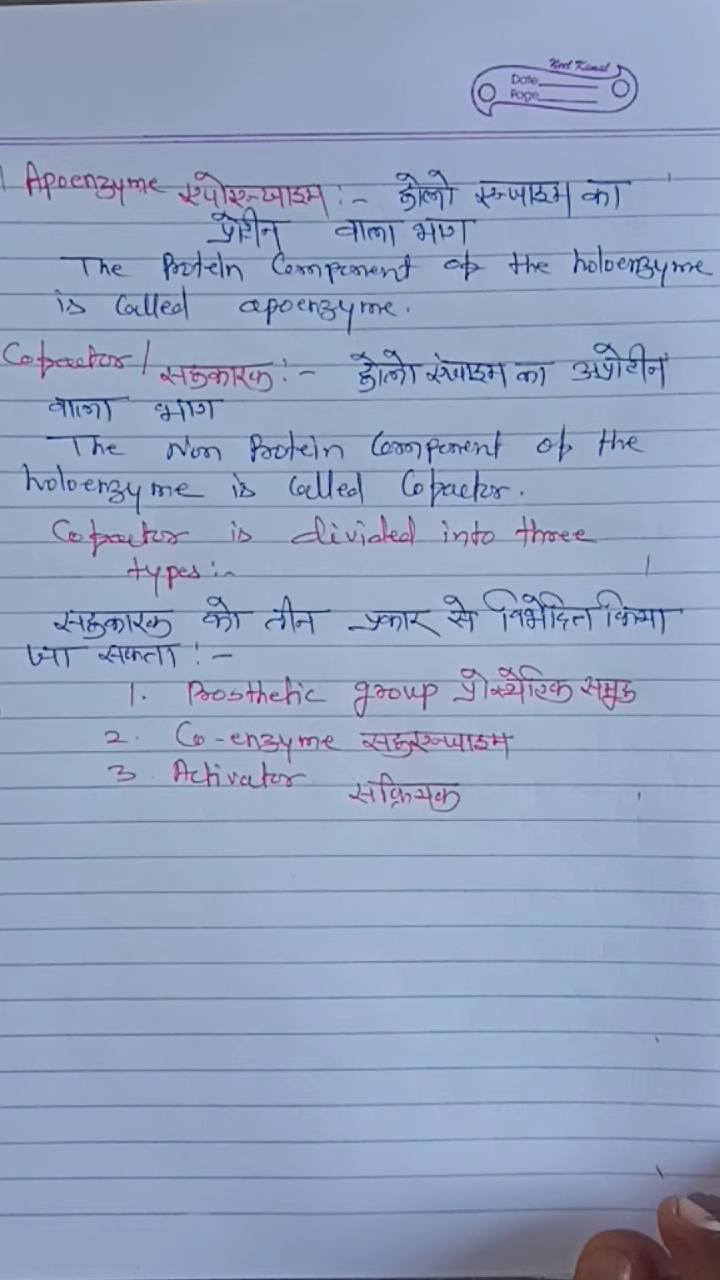 Neel Kamal
Date
Page
Apoenzyme एपोएन्जाइम :- होलो एन्जाइम का
प्रोटीन वाला भाग
The Protein Component of the holoenzyme
is Called apoenzyme.
Cofactor / सहकारक :- होलो एंजाइम का अप्रोटीन
वाला भाग
The Non Protein Component of the
holoenzyme is Called Cofactor.
Cofactor is divided into three
types :-
सहकारक को तीन प्रकार से विभेदित किया
जा सकता :-
1. Prosthetic group प्रोस्थेटिक समूह
2. Co-enzyme सहएन्जाइम
3. Activator सक्रियक